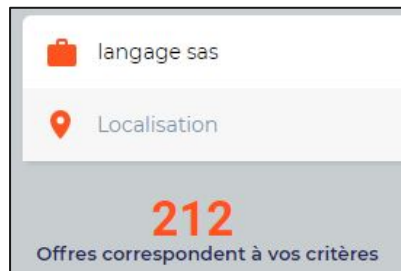 langage sas
Localisation
212
Offres correspondent à vos critères